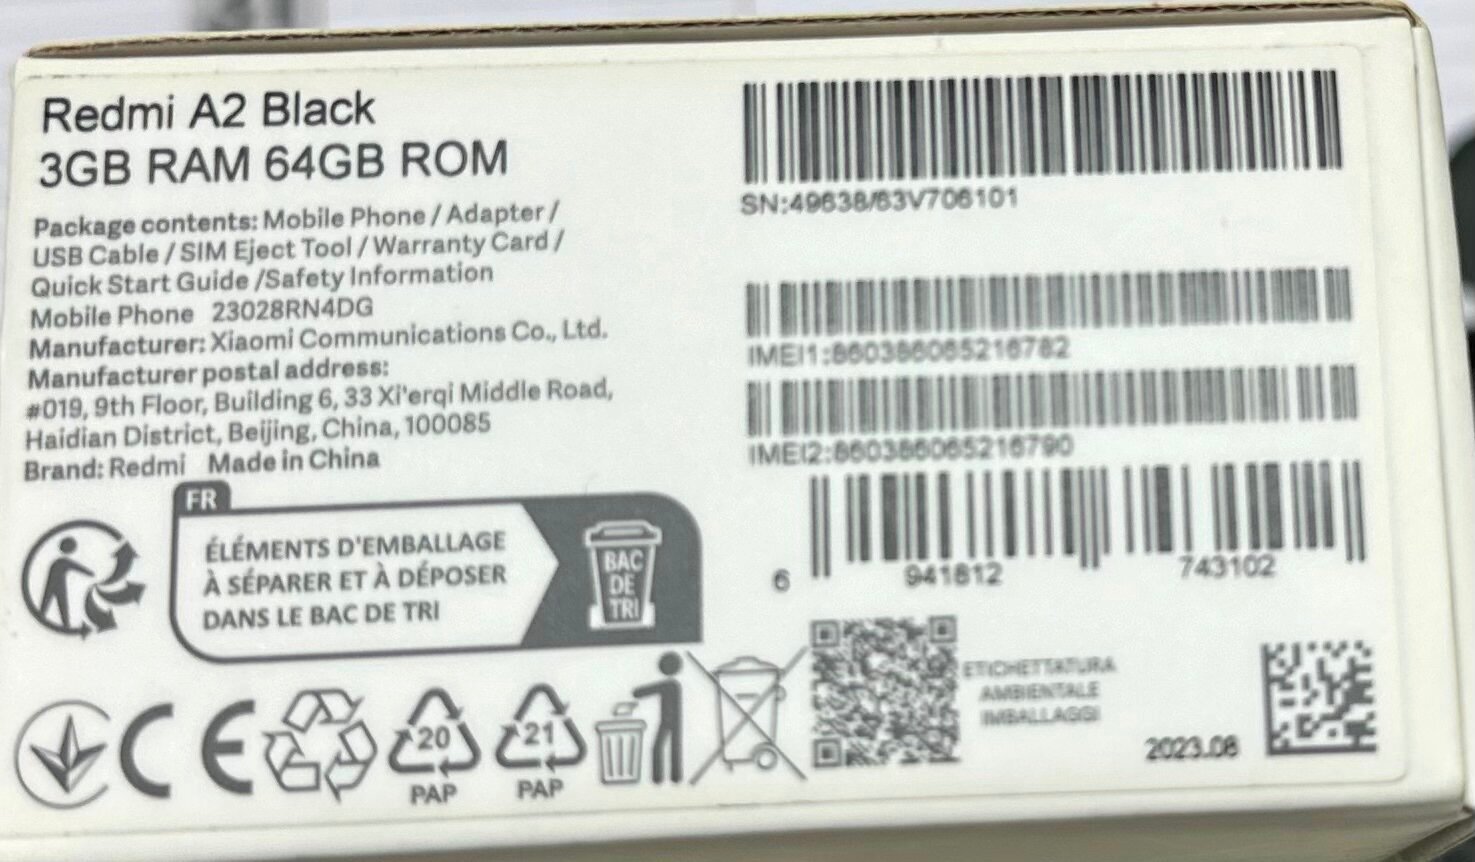 Redmi A2 Black
3GB RAM 64GB ROM
Package contents: Mobile Phone / Adapter /
USB Cable / SIM Eject Tool / Warranty Card /
Quick Start Guide /Safety Information
Mobile Phone 23028RN4DG
Manufacturer: Xiaomi Communications Co., Ltd.
Manufacturer postal address:
#019, 9th Floor, Building 6, 33 Xi'erqi Middle Road,
Haidian District, Beijing, China, 100085
Brand: Redmi Made in China
SN:49638/63V706101
IMEI1:860386065216782
IMEI2:860386065216790
6 941812 743102
FR
ÉLÉMENTS D'EMBALLAGE
À SÉPARER ET À DÉPOSER
DANS LE BAC DE TRI
BAC
DE
TRI
CE
20
PAP
21
PAP
ETICHETTATURA
AMBIENTALE
IMBALLAGGI
2023.08